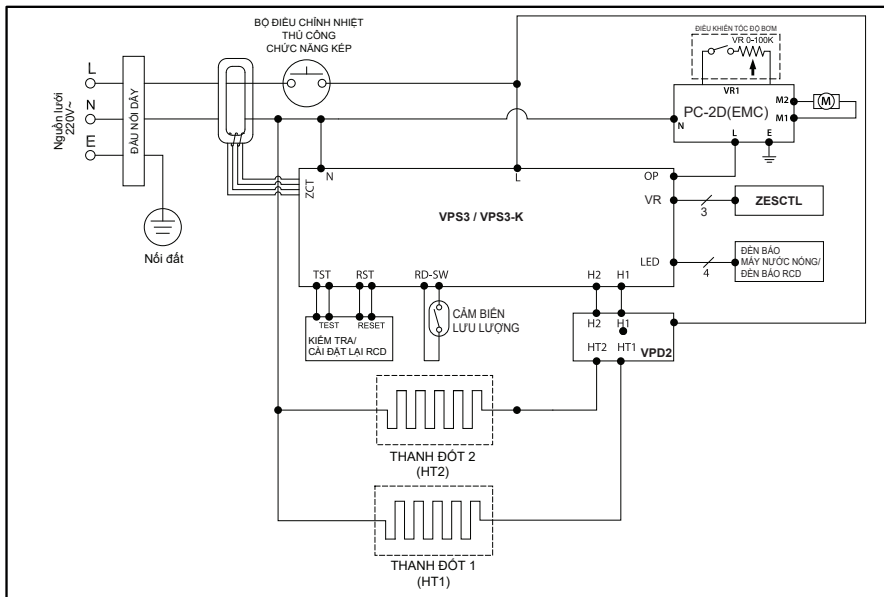 BỘ ĐIỀU CHỈNH NHIỆT
THỦ CÔNG
CHỨC NĂNG KÉP
ĐIỀU KHIỂN TỐC ĐỘ BƠM
VR 0-100K
VR1
PC-2D(EMC)
M2
M1
M
N
L
E
Nguồn lưới
220V~
L
N
E
ĐẦU NỐI DÂY
Nối đất
ZCT
N
L
OP
VR
VPS3 / VPS3-K
3
ZESCTL
LED
4
ĐÈN BÁO
MÁY NƯỚC NÓNG/
ĐÈN BÁO RCD
TST
RST
RD-SW
H2
H1
TEST
RESET
KIỂM TRA/
CÀI ĐẶT LẠI RCD
CẢM BIẾN
LƯU LƯỢNG
H2
H1
HT2
HT1
VPD2
THANH ĐỐT 2
(HT2)
THANH ĐỐT 1
(HT1)